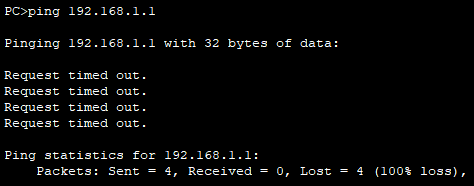 PC>ping 192.168.1.1
Pinging 192.168.1.1 with 32 bytes of data:
Request timed out.
Request timed out.
Request timed out.
Request timed out.
Ping statistics for 192.168.1.1:
Packets: Sent = 4, Received = 0, Lost = 4 (100% loss),